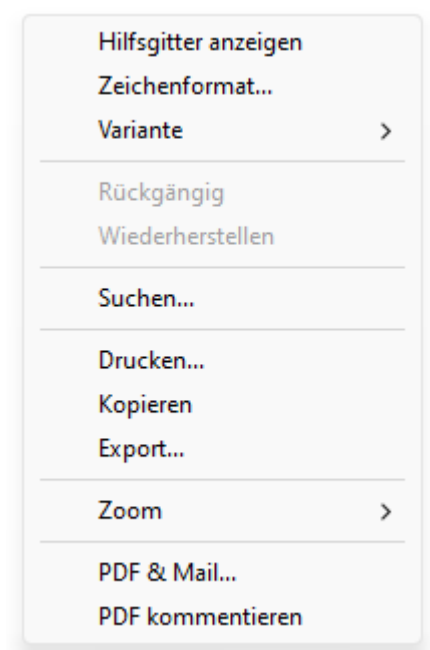 Hilfsgitter anzeigen
Zeichenformat...
Variante
Rückgängig
Wiederherstellen
Suchen...
Drucken...
Kopieren
Export...
Zoom
PDF & Mail...
PDF kommentieren